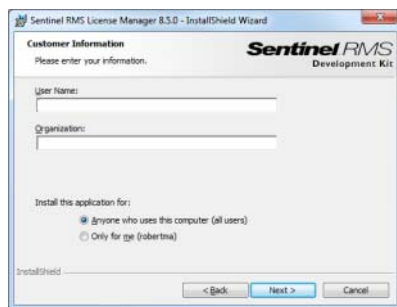 Sentinel RMS License Manager 8.5.0 - InstallShield Wizard
Customer Information
Please enter your information.
Sentinel RMS
Development Kit
User Name:
Organization:
Install this application for:
Anyone who uses this computer (all users)
Only for me (robertma)
InstallShield
< Back
Next >
Cancel